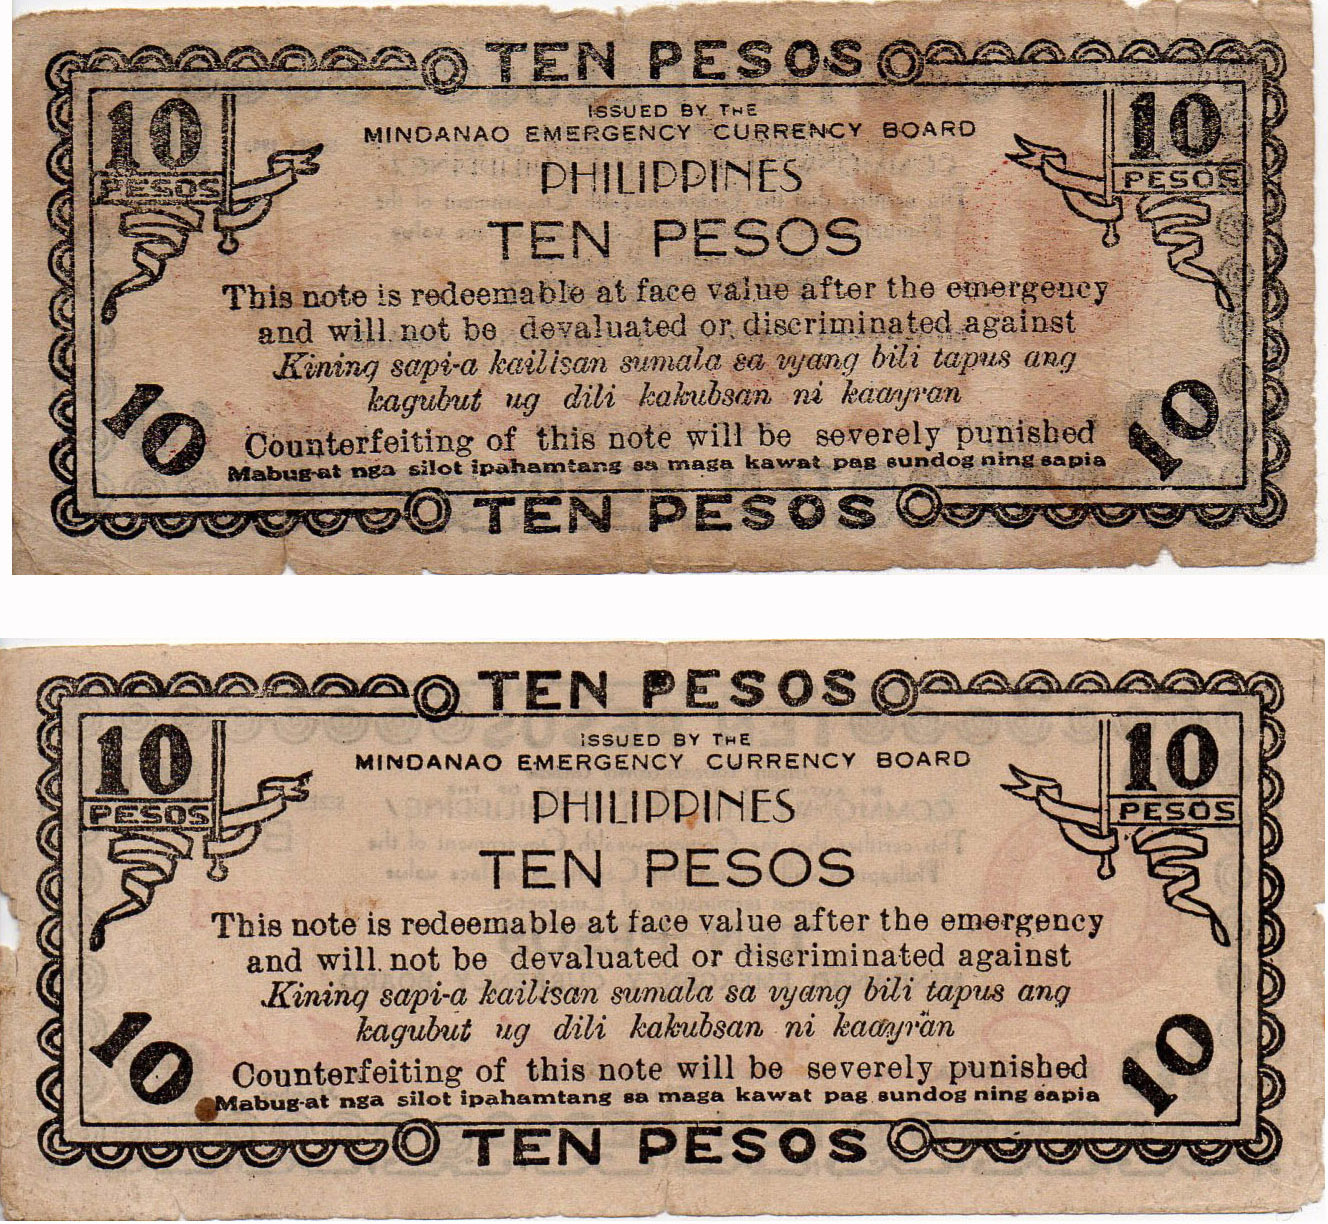 TEN PESOS
10 PESOS
10 PESOS
ISSUED BY THE
MINDANAO EMERGENCY CURRENCY BOARD
PHILIPPINES
TEN PESOS
This note is redeemable at face value after the emergency
and will not be devaluated or discriminated against
Kining sapi-a kailisan sumala sa vyang bili tapus ang
kagubut ug dili kakubsan ni kaayran
10
10
Counterfeiting of this note will be severely punished
Mabug-at nga silot ipahamtang sa maga kawat pag sundog ning sapia
TEN PESOS
TEN PESOS
10 PESOS
10 PESOS
ISSUED BY THE
MINDANAO EMERGENCY CURRENCY BOARD
PHILIPPINES
TEN PESOS
This note is redeemable at face value after the emergency
and will not be devaluated or discriminated against
Kining sapi-a kailisan sumala sa vyang bili tapus ang
kagubut ug dili kakubsan ni kaayran
10
10
Counterfeiting of this note will be severely punished
Mabug-at nga silot ipahamtang sa maga kawat pag sundog ning sapia
TEN PESOS